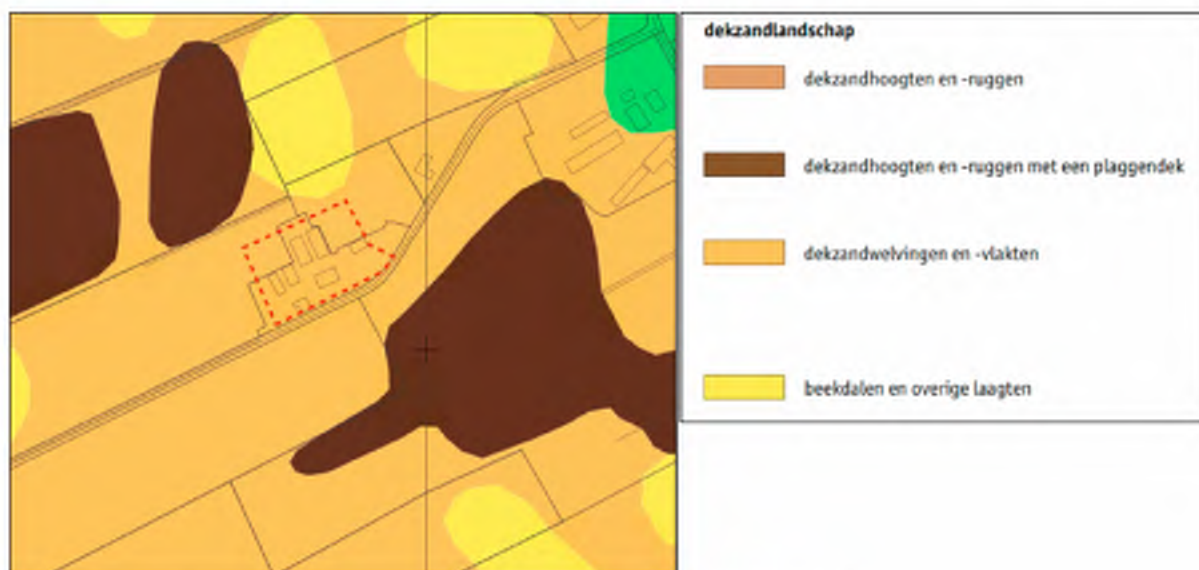 dekzandlandschap
dekzandhoogten en -ruggen
dekzandhoogten en -ruggen met een plaggendek
dekzandwelvingen en -vlakten
beekdalen en overige laagten